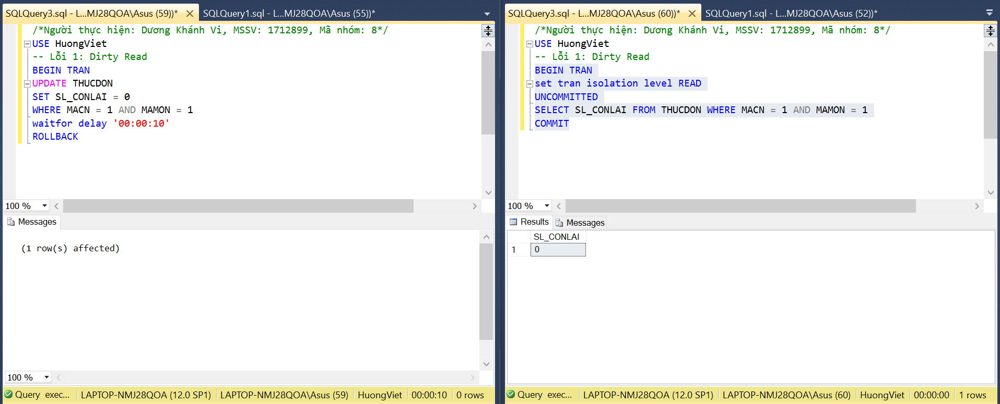 SQLQuery3.sql - L...MJ28QOA\Asus (59))*
SQLQuery1.sql - L...MJ28QOA\Asus (55))*
/*Người thực hiện: Dương Khánh Vi, MSSV: 1712899, Mã nhóm: 8*/
USE HuongViet
-- Lỗi 1: Dirty Read
BEGIN TRAN
UPDATE THUCDON
SET SL_CONLAI = 0
WHERE MACN = 1 AND MAMON = 1
waitfor delay '00:00:10'
ROLLBACK
100 %
Messages
(1 row(s) affected)
100 %
Query exec... LAPTOP-NMJ28QOA (12.0 SP1) LAPTOP-NMJ28QOA\Asus (59) HuongViet 00:00:10 0 rows
SQLQuery3.sql - L...MJ28QOA\Asus (60))*
SQLQuery1.sql - L...MJ28QOA\Asus (52))*
/*Người thực hiện: Dương Khánh Vi, MSSV: 1712899, Mã nhóm: 8*/
USE HuongViet
-- Lỗi 1: Dirty Read
BEGIN TRAN
set tran isolation level READ
UNCOMMITTED
SELECT SL_CONLAI FROM THUCDON WHERE MACN = 1 AND MAMON = 1
COMMIT
100 %
Results Messages
SL_CONLAI
1 0
Query exec... LAPTOP-NMJ28QOA (12.0 SP1) LAPTOP-NMJ28QOA\Asus (60) HuongViet 00:00:00 1 rows